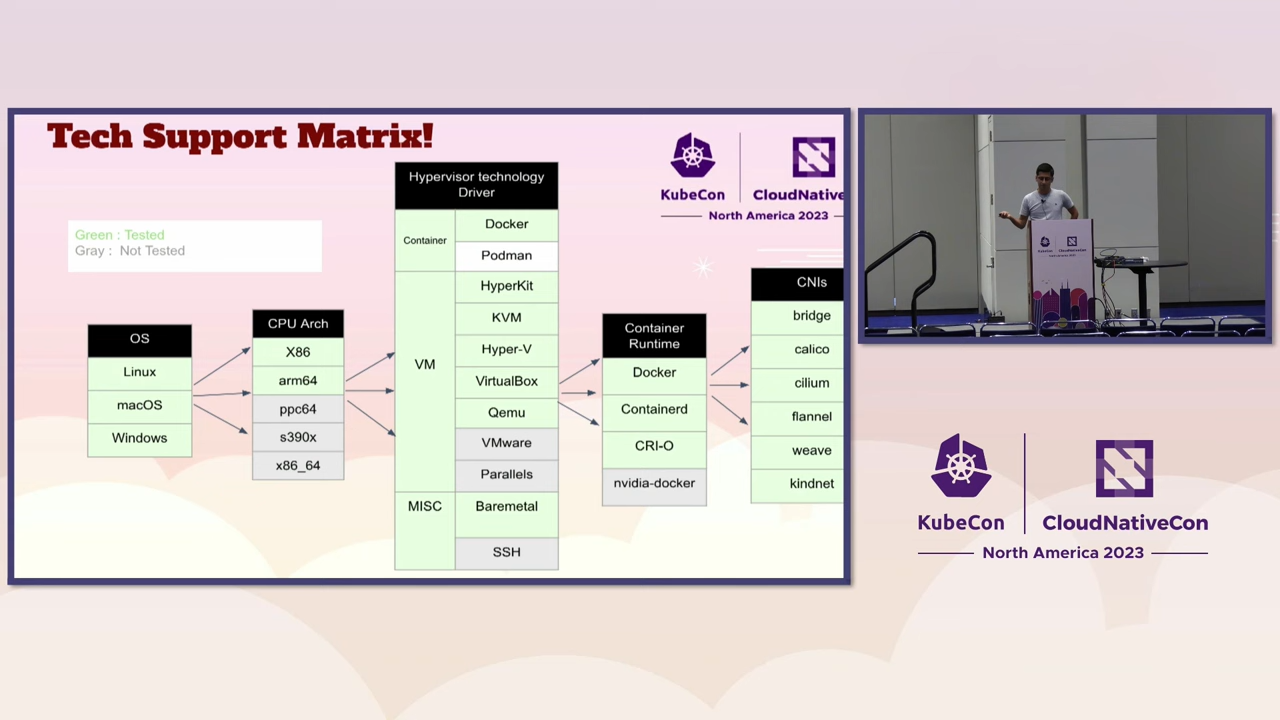 Tech Support Matrix!
KubeCon
CloudNative
North America 2023
Green : Tested
Gray : Not Tested
OS
Linux
macOS
Windows
CPU Arch
X86
arm64
ppc64
s390x
x86_64
Hypervisor technology
Driver
Container
Docker
Podman
VM
HyperKit
KVM
Hyper-V
VirtualBox
Qemu
VMware
Parallels
MISC
Baremetal
SSH
Container
Runtime
Docker
Containerd
CRI-O
nvidia-docker
CNIs
bridge
calico
cilium
flannel
weave
kindnet
KubeCon
CloudNativeCon
North America 2023